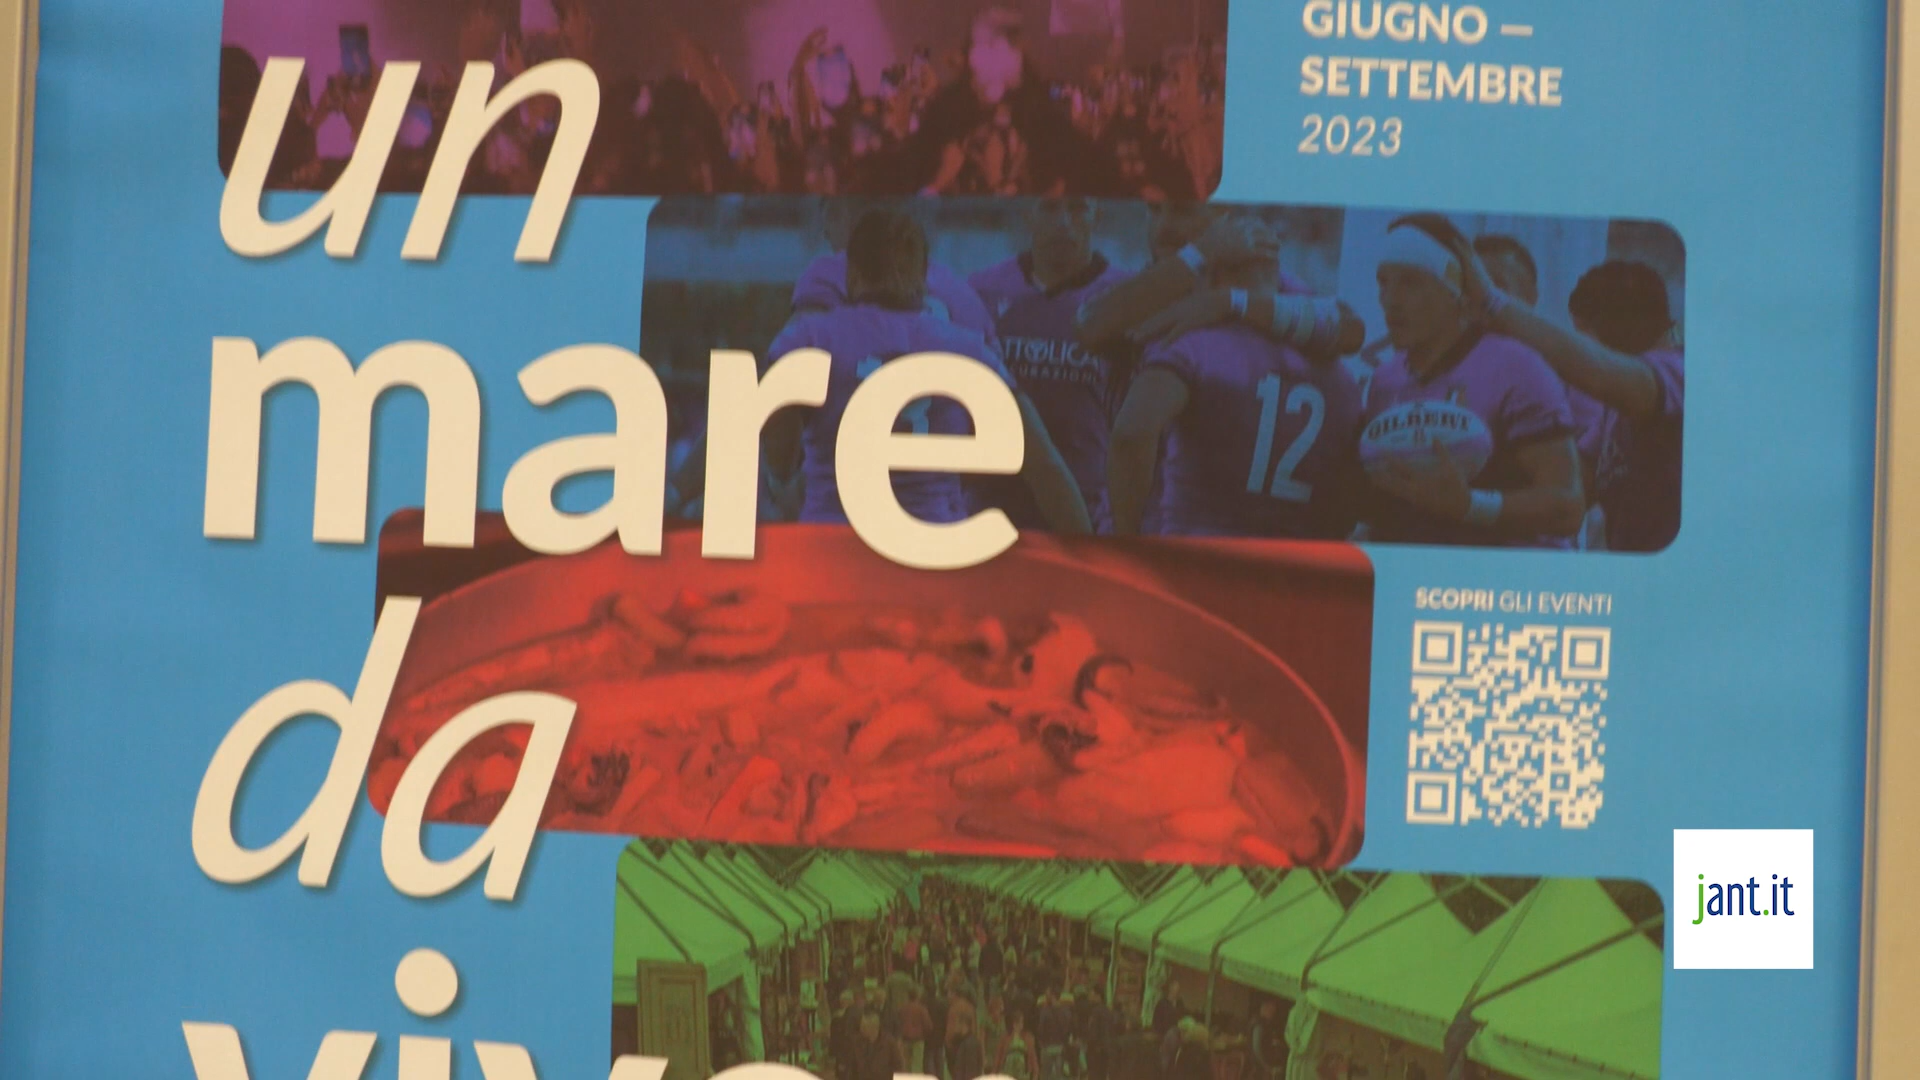 GIUGNO —
SETTEMBRE
2023
un
mare
da
12
GILBERT
SCOPRI GLI EVENTI
jant.it